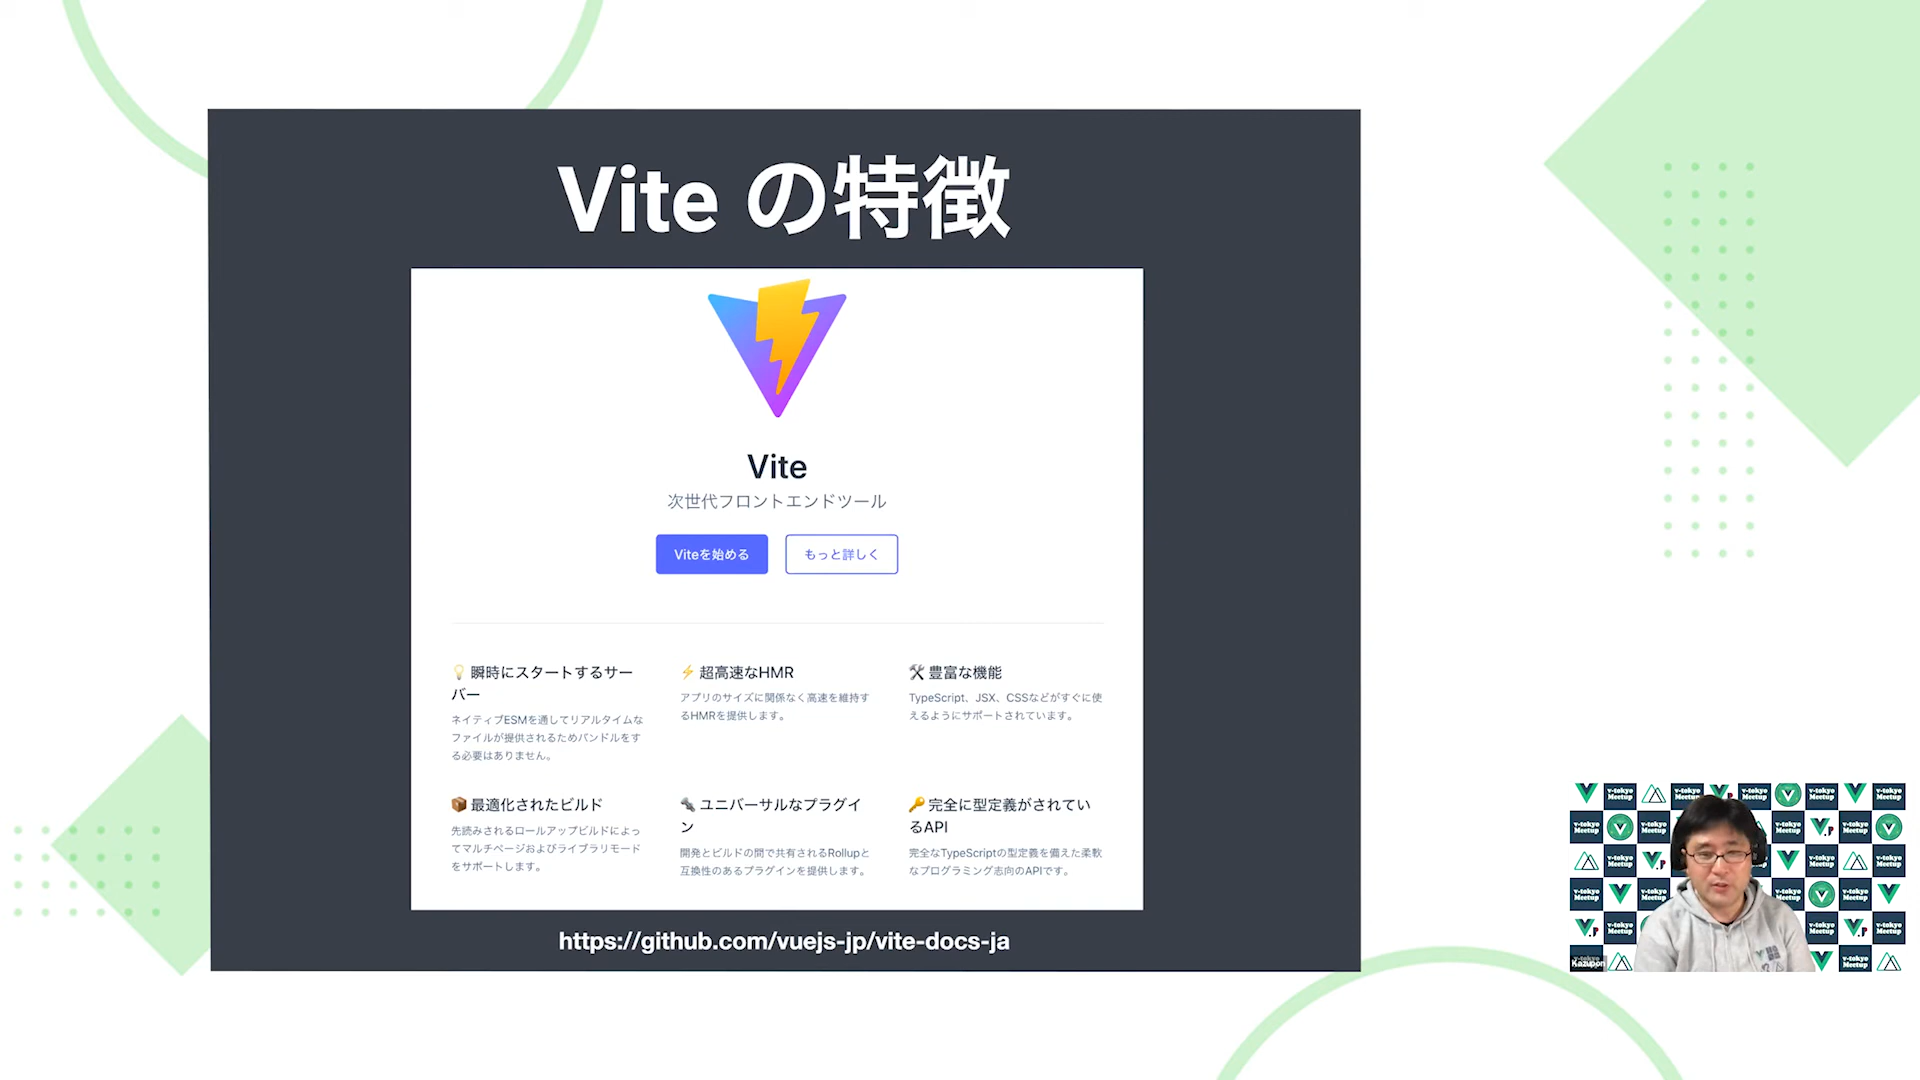 Vite の特徴
Vite
次世代フロントエンドツール
Viteを始める
もっと詳しく
瞬時にスタートするサー
バー
ネイティブESMを通してリアルタイムな
ファイルが提供されるためバンドルをす
る必要はありません。
超高速なHMR
アプリのサイズに関係なく高速を維持す
るHMRを提供します。
豊富な機能
TypeScript、JSX、CSSなどがすぐに使
えるようにサポートされています。
最適化されたビルド
先読みされるロールアップビルドによっ
てマルチページおよびライブラリモード
をサポートします。
ユニバーサルなプラグイ
ン
開発とビルドの間で共有されるRollupと
互換性のあるプラグインを提供します。
完全に型定義がされてい
るAPI
完全なTypeScriptの型定義を備えた柔軟
なプログラミング志向のAPIです。
https://github.com/vuejs-jp/vite-docs-ja
v-tokyo
Meetup
Kazupon